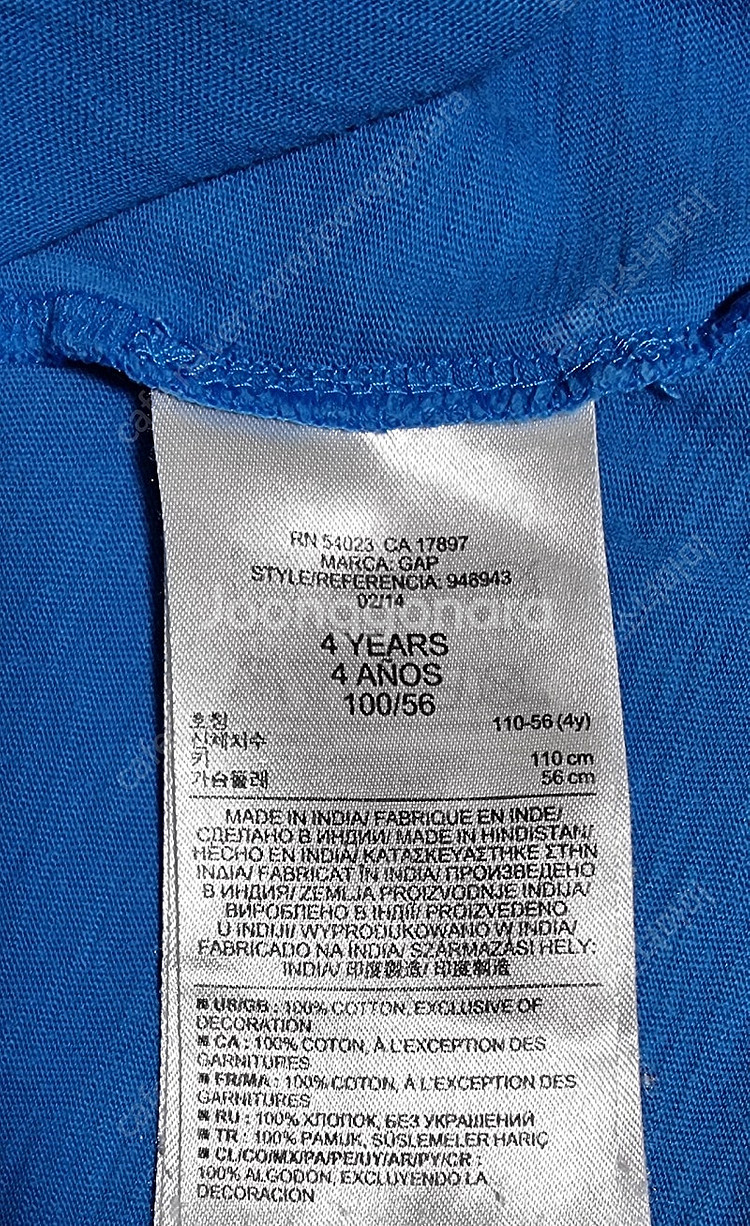 RN 54023 CA 17897
MARCA: GAP
STYLE/REFERENCIA: 948943
02/14
4 YEARS
4 AÑOS
100/56
호칭 110-56 (4y)
신체치수
키 110 cm
가슴둘레 56 cm
MADE IN INDIA/ FABRIQUE EN INDE/
СДЕЛАНО В ИНДИИ/ MADE IN HINDISTAN/
HECHO EN INDIA/ ΚΑΤΑΣΚΕΥΑΣΤΗΚΕ ΣΤΗΝ
ΙΝΔΙΑ/ FABRICAT ÎN INDIA/ ПРОИЗВЕДЕНО
В ИНДИЯ/ ZEMLJA PROIZVODNJE INDIJA/
ВИРОБЛЕНО В ІНДІЇ/ PROIZVEDENO
U INDIJI/ WYPRODUKOWANO W INDIA/
FABRICADO NA ÍNDIA/ SZÁRMAZÁSI HELY:
INDIA/ 印度製造/ 印度制造
US/GB : 100% COTTON, EXCLUSIVE OF
DECORATION
CA : 100% COTON, À L'EXCEPTION DES
GARNITURES
FR/MA : 100% COTON, À L'EXCEPTION DES
GARNITURES
RU : 100% ХЛОПОК, БЕЗ УКРАШЕНИЙ
TR : 100% PAMUK, SÜSLEMELER HARIÇ
CL/CO/MX/PA/PE/UY/AR/PY/CR :
100% ALGODON, EXCLUYENDO LA
DECORACION